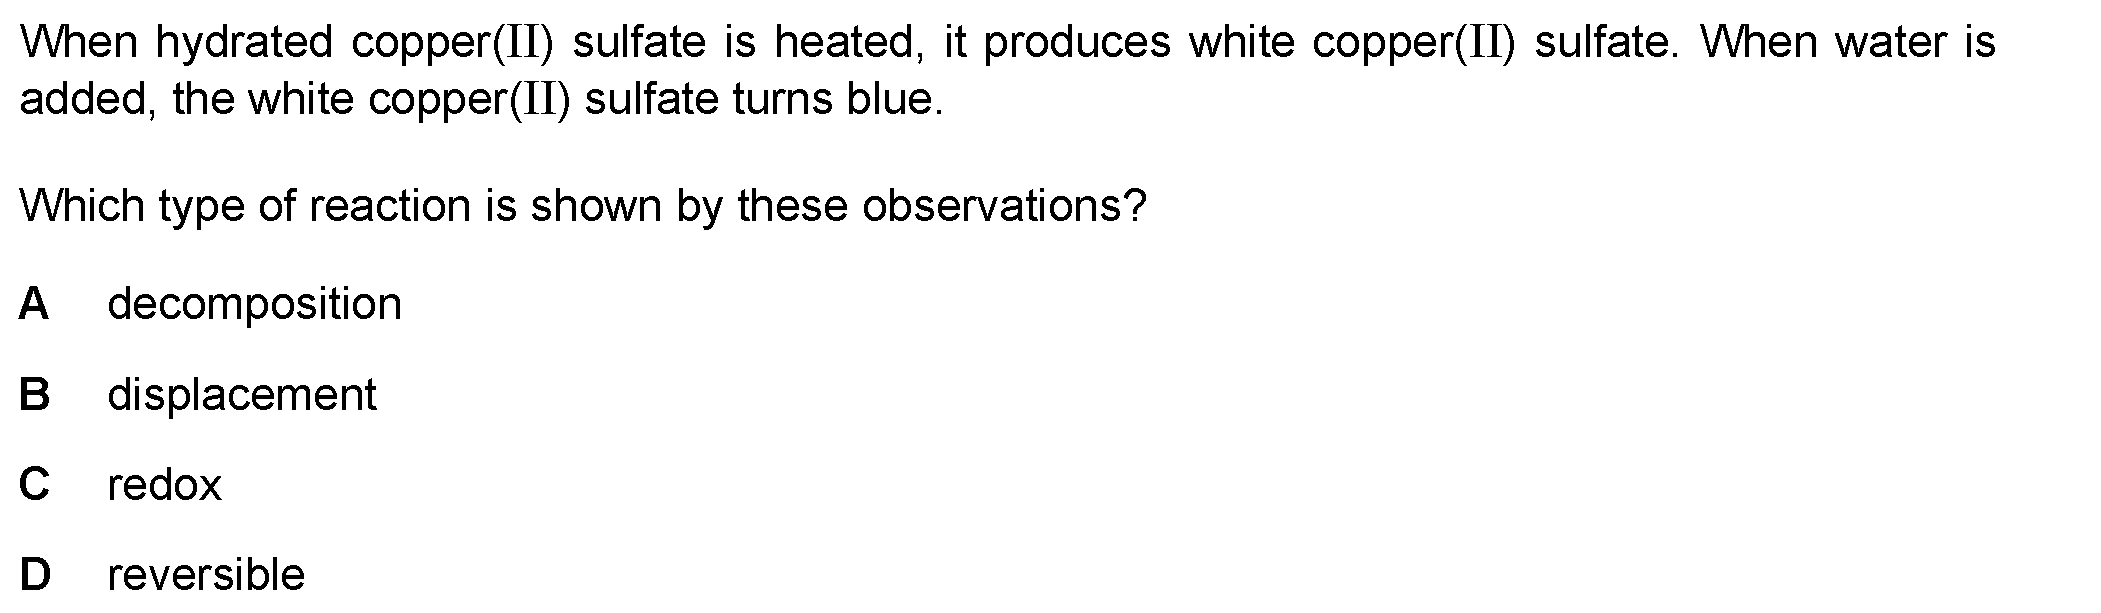 When hydrated copper(II) sulfate is heated, it produces white copper(II) sulfate. When water is
added, the white copper(II) sulfate turns blue.
Which type of reaction is shown by these observations?
A decomposition
B displacement
C redox
D reversible